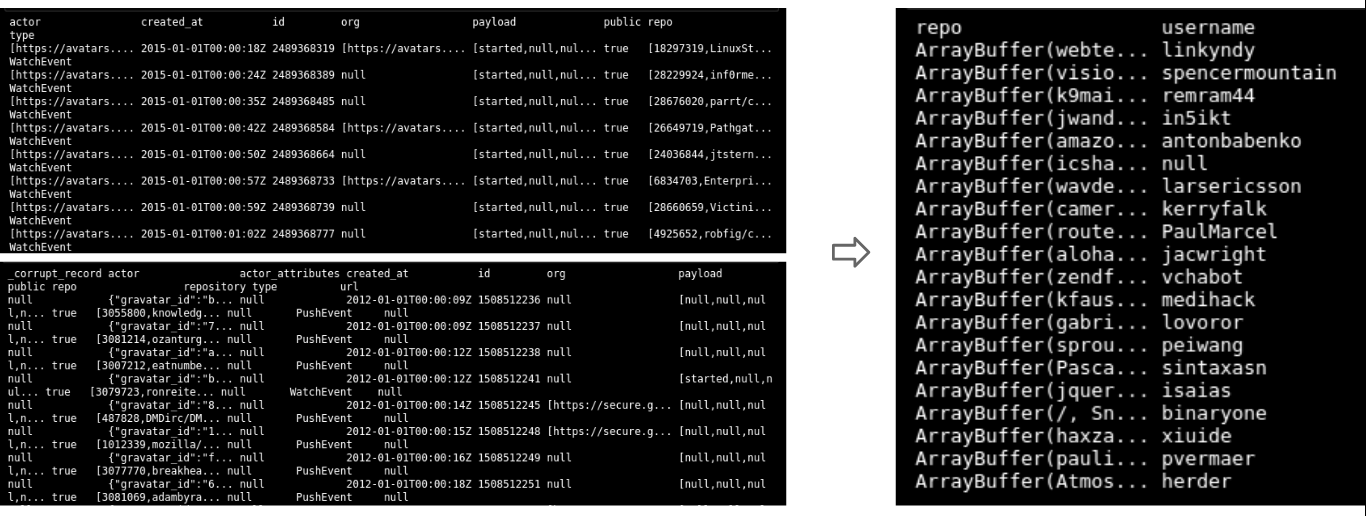 actor created_at id org payload public repo
type
[https://avatars.... 2015-01-01T00:00:18Z 2489368319 [https://avatars.... [started,null,nul... true [18297319,LinuxSt...
WatchEvent
[https://avatars.... 2015-01-01T00:00:24Z 2489368389 null [started,null,nul... true [28229924,inf0rme...
WatchEvent
[https://avatars.... 2015-01-01T00:00:35Z 2489368485 null [started,null,nul... true [28676020,parrt/c...
WatchEvent
[https://avatars.... 2015-01-01T00:00:42Z 2489368584 [https://avatars.... [started,null,nul... true [26649719,Pathgat...
WatchEvent
[https://avatars.... 2015-01-01T00:00:50Z 2489368664 null [started,null,nul... true [24036844,jtstern...
WatchEvent
[https://avatars.... 2015-01-01T00:00:57Z 2489368733 [https://avatars.... [started,null,nul... true [6834703,Enterpri...
WatchEvent
[https://avatars.... 2015-01-01T00:00:59Z 2489368739 null [started,null,nul... true [28660659,Victini...
WatchEvent
[https://avatars.... 2015-01-01T00:01:02Z 2489368777 null [started,null,nul... true [4925652,robfig/c...
WatchEvent
_corrupt_record actor actor_attributes created_at id org payload
public repo repository type url
null {"gravatar_id":"b... null 2012-01-01T00:00:09Z 1508512236 null [null,null,nul
l,n... true [3055800,knowledg... null PushEvent null
null {"gravatar_id":"7... null 2012-01-01T00:00:09Z 1508512237 null [null,null,nul
l,n... true [3081214,ozanturg... null PushEvent null
null {"gravatar_id":"a... null 2012-01-01T00:00:12Z 1508512238 null [null,null,nul
l,n... true [3007212,eatnumbe... null PushEvent null
null {"gravatar_id":"b... null 2012-01-01T00:00:12Z 1508512241 null [started,null,n
ul... true [3079723,ronreite... null WatchEvent null
null {"gravatar_id":"8... null 2012-01-01T00:00:14Z 1508512245 [https://secure.g... [null,null,nul
l,n... true [487828,DMDirc/DM... null PushEvent null
null {"gravatar_id":"1... null 2012-01-01T00:00:15Z 1508512248 [https://secure.g... [null,null,nul
l,n... true [1012339,mozilla/... null PushEvent null
null {"gravatar_id":"f... null 2012-01-01T00:00:16Z 1508512249 null [null,null,nul
l,n... true [3077770,breakhea... null PushEvent null
null {"gravatar_id":"6... null 2012-01-01T00:00:18Z 1508512251 null [null,null,nul
l,n... true [3081069,adambyra... null PushEvent null
repo username
ArrayBuffer(webte... linkyndy
ArrayBuffer(visio... spencermountain
ArrayBuffer(k9mai... remram44
ArrayBuffer(jwand... in5ikt
ArrayBuffer(amazo... antonbabenko
ArrayBuffer(icsha... null
ArrayBuffer(wavde... larsericsson
ArrayBuffer(camer... kerryfalk
ArrayBuffer(route... PaulMarcel
ArrayBuffer(aloha... jacwright
ArrayBuffer(zendf... vchabot
ArrayBuffer(kfaus... medihack
ArrayBuffer(gabri... lovoror
ArrayBuffer(sprou... peiwang
ArrayBuffer(Pasca... sintaxasn
ArrayBuffer(jquer... isaias
ArrayBuffer(/, Sn... binaryone
ArrayBuffer(haxza... xiuide
ArrayBuffer(pauli... pvermaer
ArrayBuffer(Atmos... herder